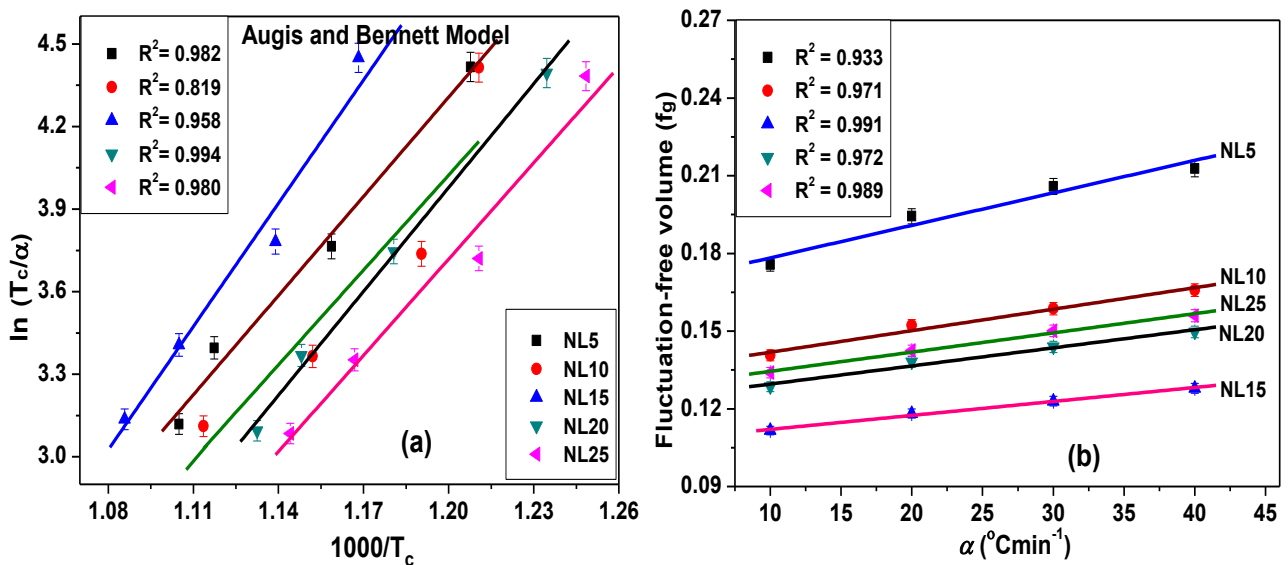 Augis and Bennett Model
R²= 0.982
R²= 0.819
R²= 0.958
R²= 0.994
R²= 0.980
4.5
4.2
3.9
3.6
3.3
3.0
ln (Tc/α)
NL5
NL10
NL15
NL20
NL25
(a)
1.08
1.11
1.14
1.17
1.20
1.23
1.26
1000/Tc
R² = 0.933
R² = 0.971
R² = 0.991
R² = 0.972
R² = 0.989
0.27
0.24
0.21
0.18
0.15
0.12
0.09
Fluctuation-free volume (fg)
NL5
NL10
NL25
NL20
NL15
(b)
10
15
20
25
30
35
40
45
α (°Cmin⁻¹)